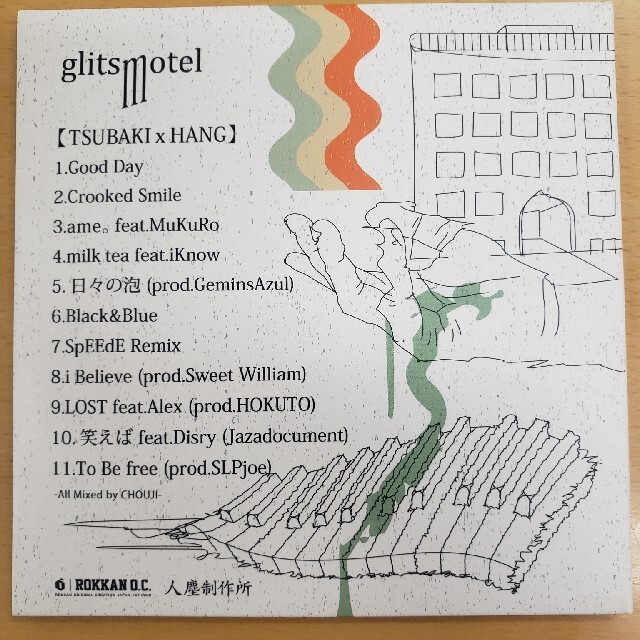 glitsmotel
【TSUBAKI x HANG】
1.Good Day
2.Crooked Smile
3.ame。feat.MuKuRo
4.milk tea feat.iKnow
5. 日々の泡 (prod.GeminsAzul)
6.Black&Blue
7.SpEEdE Remix
8.i Believe (prod.Sweet William)
9.LOST feat.Alex (prod.HOKUTO)
10. 笑えば feat.Disry (Jazadocument)
11.To Be free (prod.SLPjoe)
-All Mixed by CHOUJI-
ROKKAN O.C. 人塵制作所